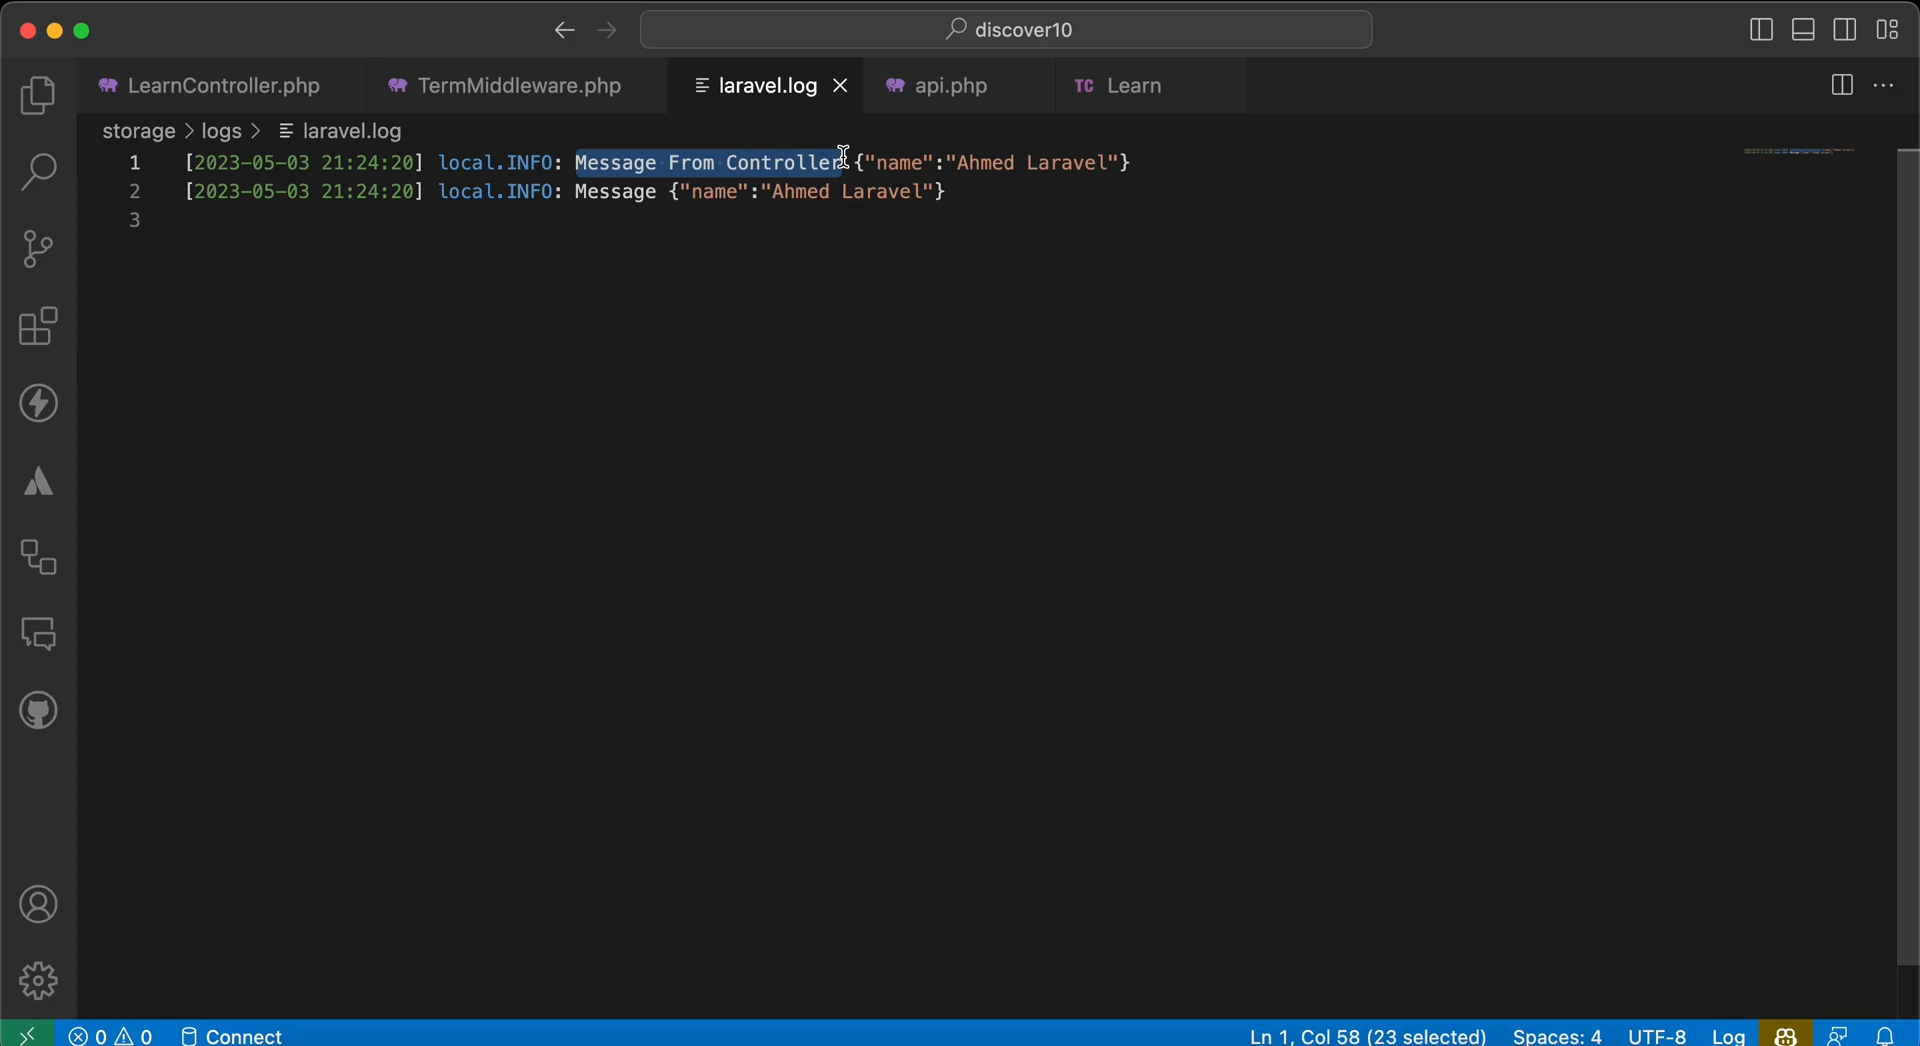 discover10
LearnController.php
TermMiddleware.php
laravel.log
api.php
TC Learn
storage > logs > laravel.log
1 [2023-05-03 21:24:20] local.INFO: Message From Controller {"name":"Ahmed Laravel"}
2 [2023-05-03 21:24:20] local.INFO: Message {"name":"Ahmed Laravel"}
3
0 0 Connect Ln 1, Col 58 (23 selected) Spaces: 4 UTF-8 Log